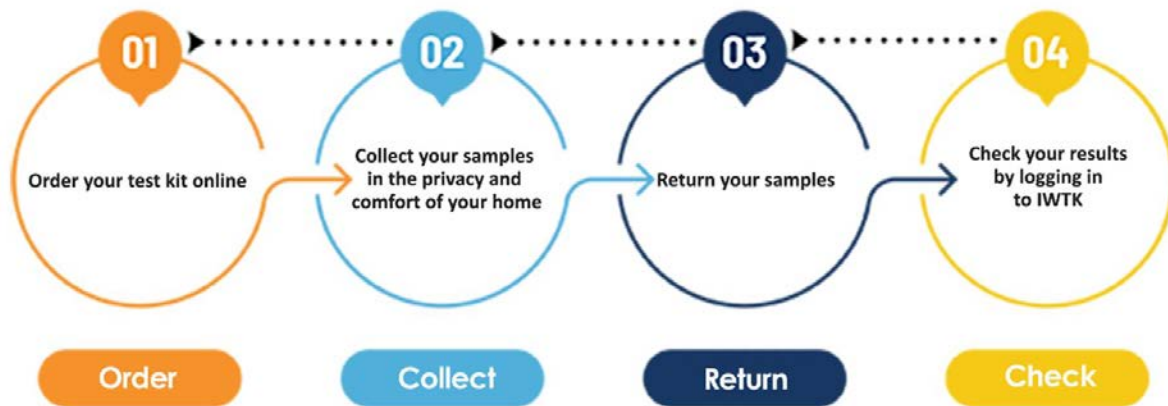 01
02
03
04
Order your test kit online
Collect your samples
in the privacy and
comfort of your home
Return your samples
Check your results
by logging in
to IWTK
Order
Collect
Return
Check